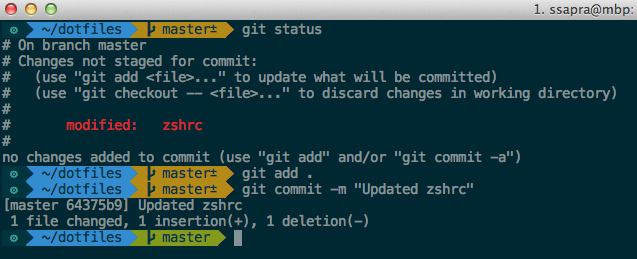 1. ssapra@mbp:
⚙ ~/dotfiles master± git status
# On branch master
# Changes not staged for commit:
#   (use "git add <file>..." to update what will be committed)
#   (use "git checkout -- <file>..." to discard changes in working directory)
#
#       modified:   zshrc
#
no changes added to commit (use "git add" and/or "git commit -a")
⚙ ~/dotfiles master± git add .
⚙ ~/dotfiles master± git commit -m "Updated zshrc"
[master 64375b9] Updated zshrc
 1 file changed, 1 insertion(+), 1 deletion(-)
⚙ ~/dotfiles master